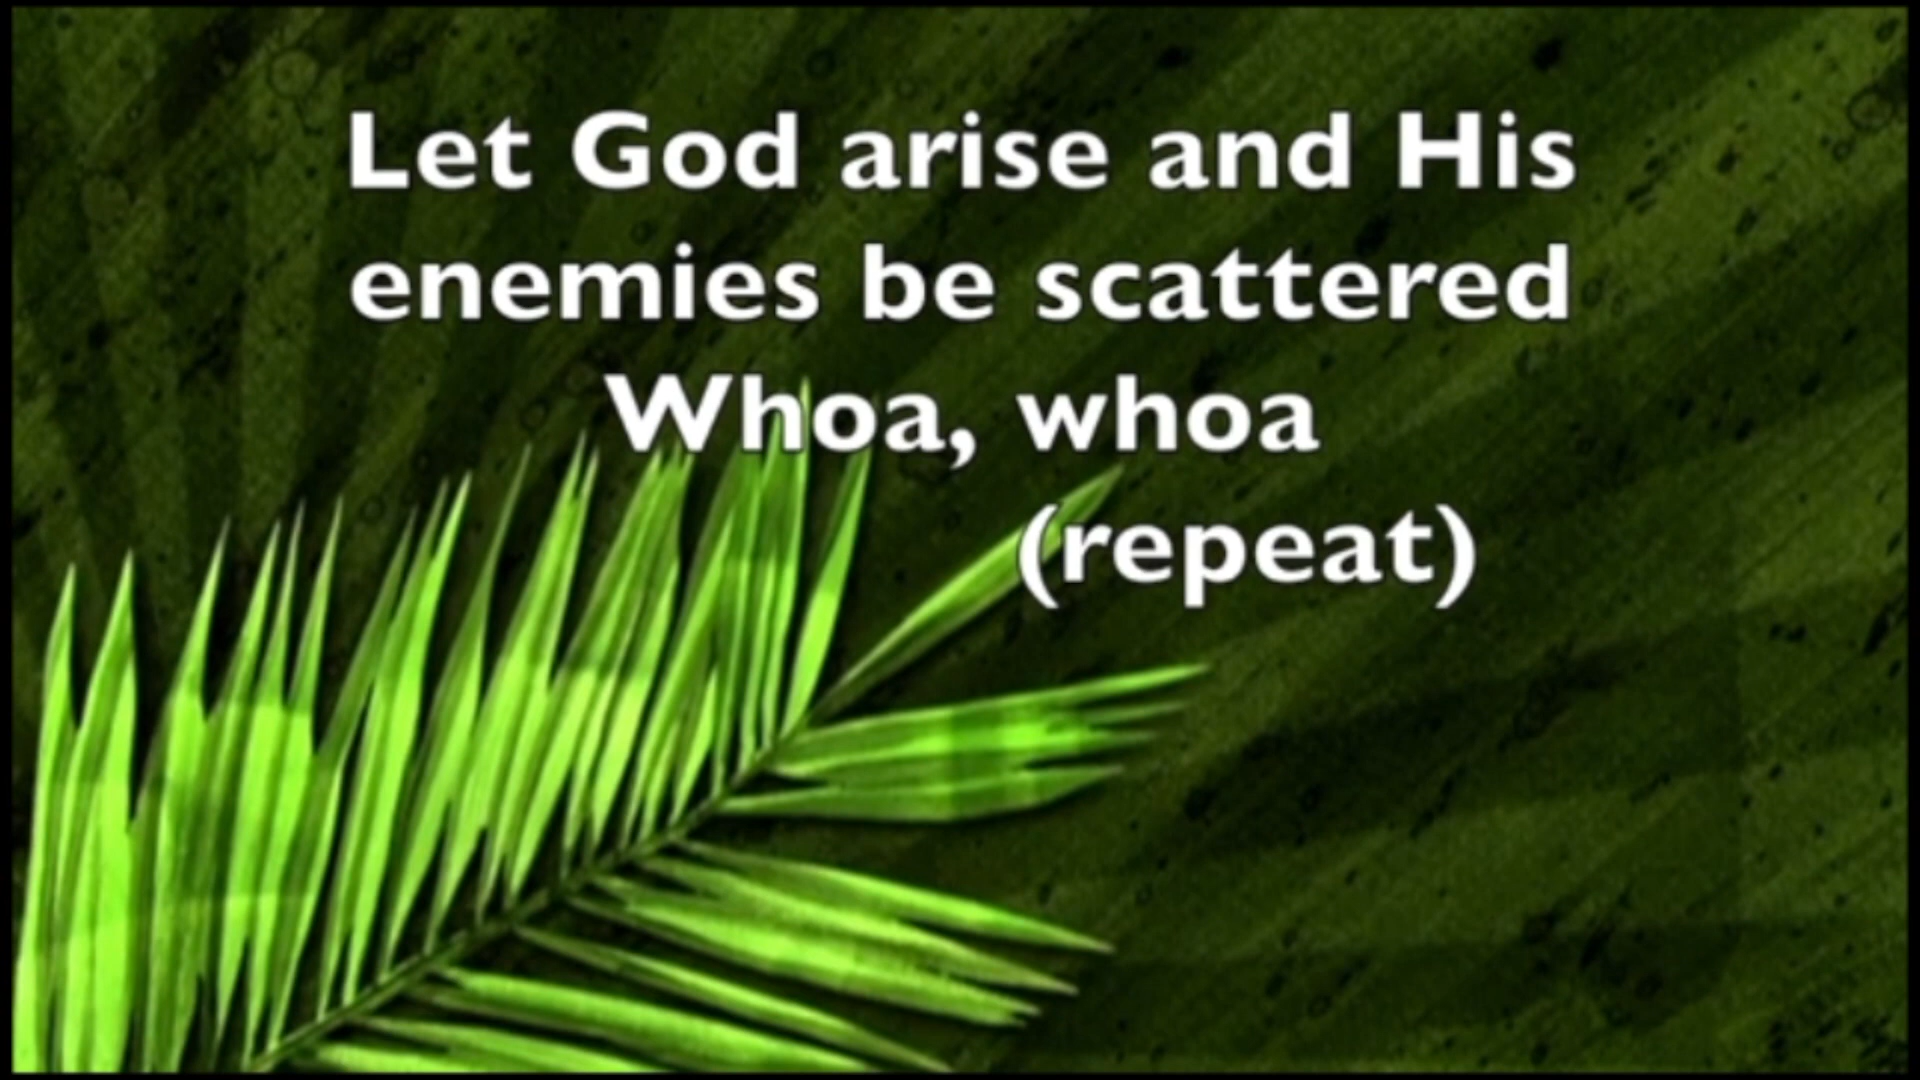 Let God arise and His
enemies be scattered
Whoa, whoa
(repeat)